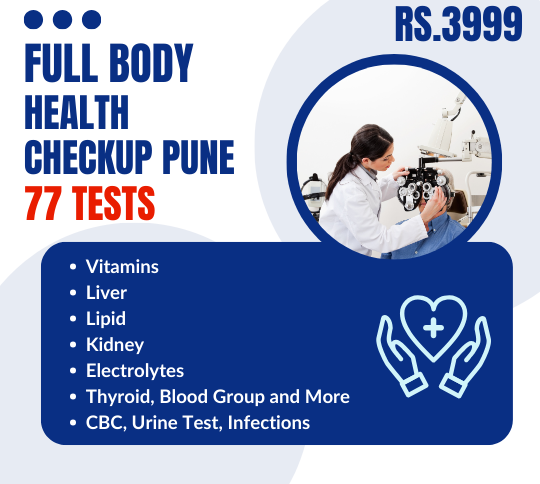 RS.3999
FULL BODY
HEALTH
CHECKUP PUNE
77 TESTS
Vitamins
Liver
Lipid
Kidney
Electrolytes
Thyroid, Blood Group and More
CBC, Urine Test, Infections